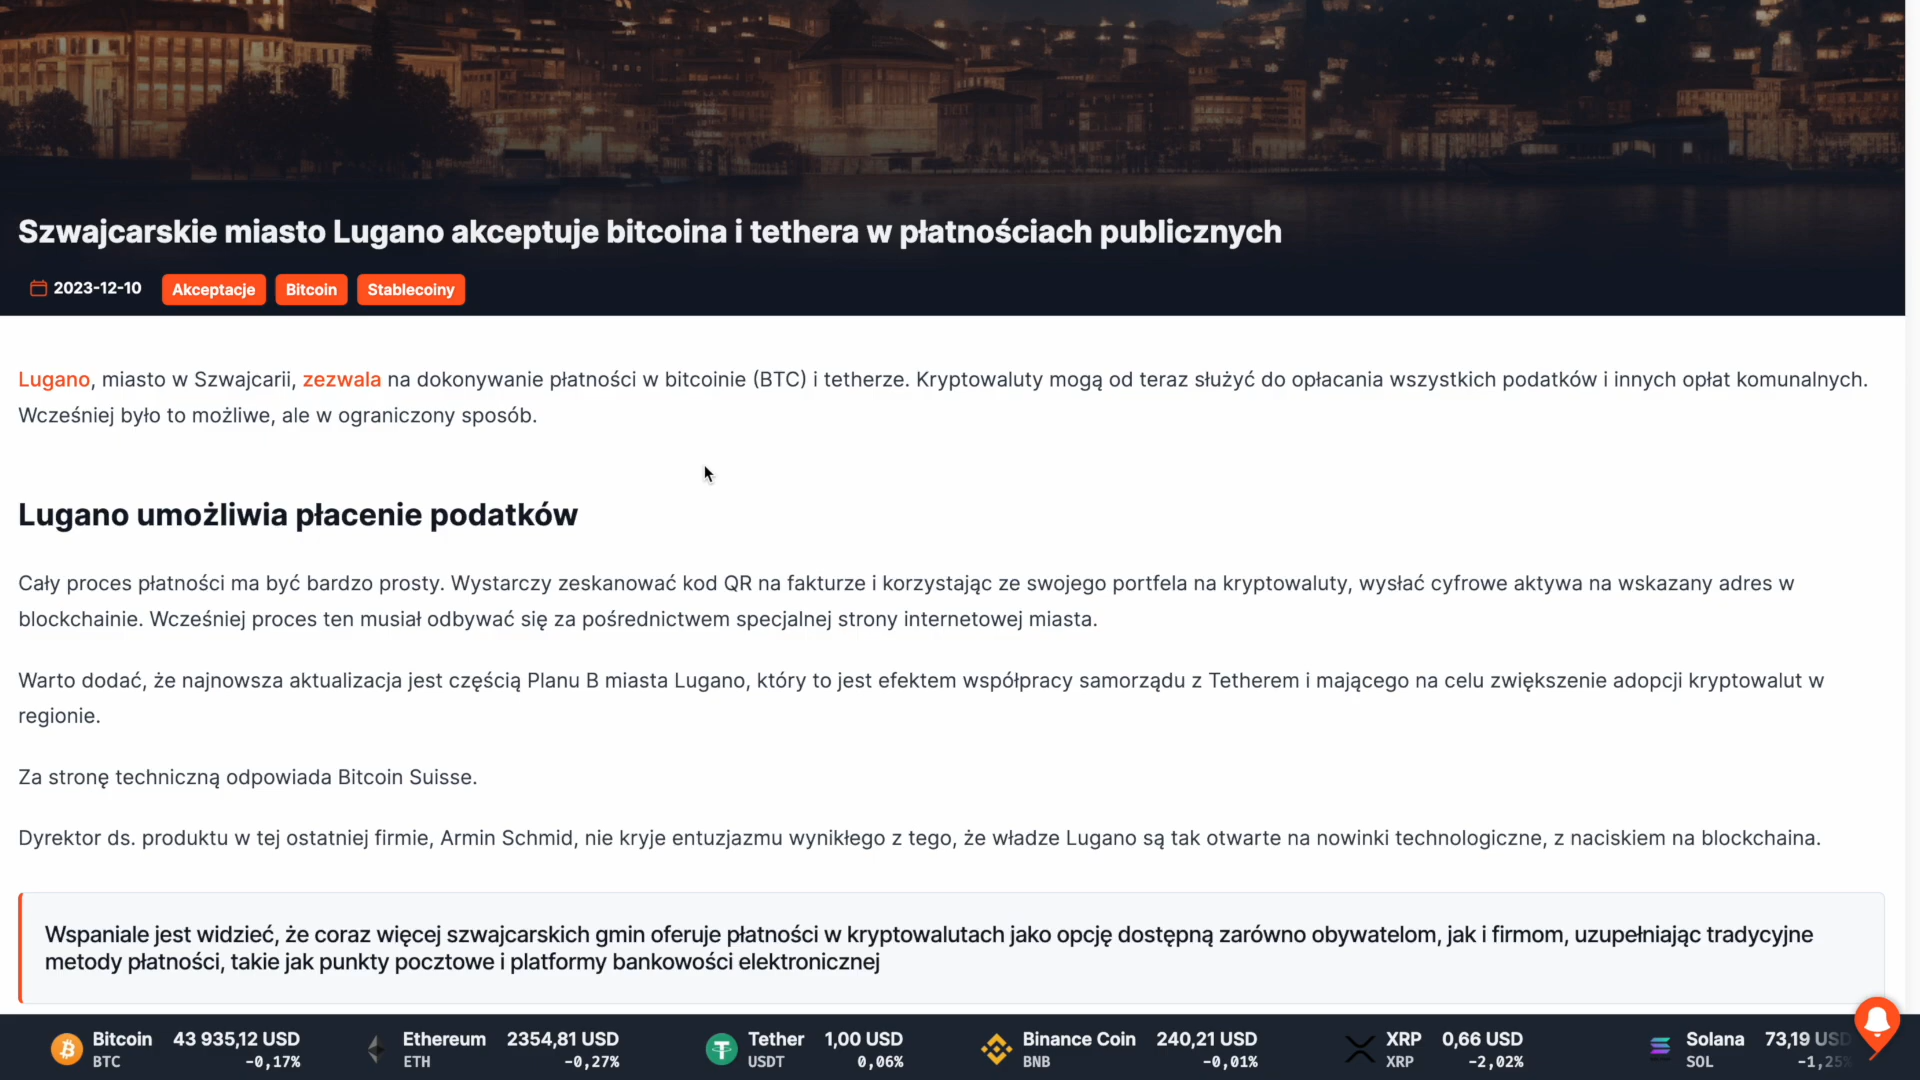 Szwajcarskie miasto Lugano akceptuje bitcoina i tethera w płatnościach publicznych
2023-12-10 Akceptacje Bitcoin Stablecoiny
Lugano, miasto w Szwajcarii, zezwala na dokonywanie płatności w bitcoinie (BTC) i tetherze. Kryptowaluty mogą od teraz służyć do opłacania wszystkich podatków i innych opłat komunalnych.
Wcześniej było to możliwe, ale w ograniczony sposób.
Lugano umożliwia płacenie podatków
Cały proces płatności ma być bardzo prosty. Wystarczy zeskanować kod QR na fakturze i korzystając ze swojego portfela na kryptowaluty, wysłać cyfrowe aktywa na wskazany adres w
blockchainie. Wcześniej proces ten musiał odbywać się za pośrednictwem specjalnej strony internetowej miasta.
Warto dodać, że najnowsza aktualizacja jest częścią Planu B miasta Lugano, który to jest efektem współpracy samorządu z Tetherem i mającego na celu zwiększenie adopcji kryptowalut w
regionie.
Za stronę techniczną odpowiada Bitcoin Suisse.
Dyrektor ds. produktu w tej ostatniej firmie, Armin Schmid, nie kryje entuzjazmu wynikłego z tego, że władze Lugano są tak otwarte na nowinki technologiczne, z naciskiem na blockchaina.
Wspaniale jest widzieć, że coraz więcej szwajcarskich gmin oferuje płatności w kryptowalutach jako opcję dostępną zarówno obywatelom, jak i firmom, uzupełniając tradycyjne
metody płatności, takie jak punkty pocztowe i platformy bankowości elektronicznej
Bitcoin 43 935,12 USD Ethereum 2354,81 USD Tether 1,00 USD Binance Coin 240,21 USD XRP 0,66 USD Solana 73,19 USD
BTC -0,17% ETH -0,27% USDT 0,06% BNB -0,01% XRP -2,02% SOL -1,25%